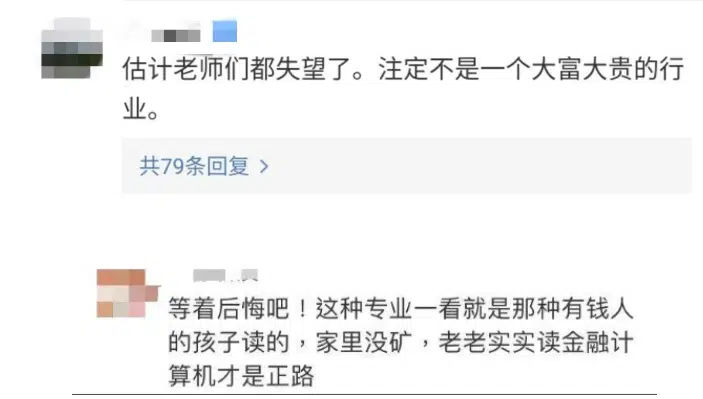 估计老师们都失望了。注定不是一个大富大贵的行
业。
共79条回复 >
等着后悔吧！这种专业一看就是那种有钱人
的孩子读的，家里没矿，老老实实读金融计
算机才是正路